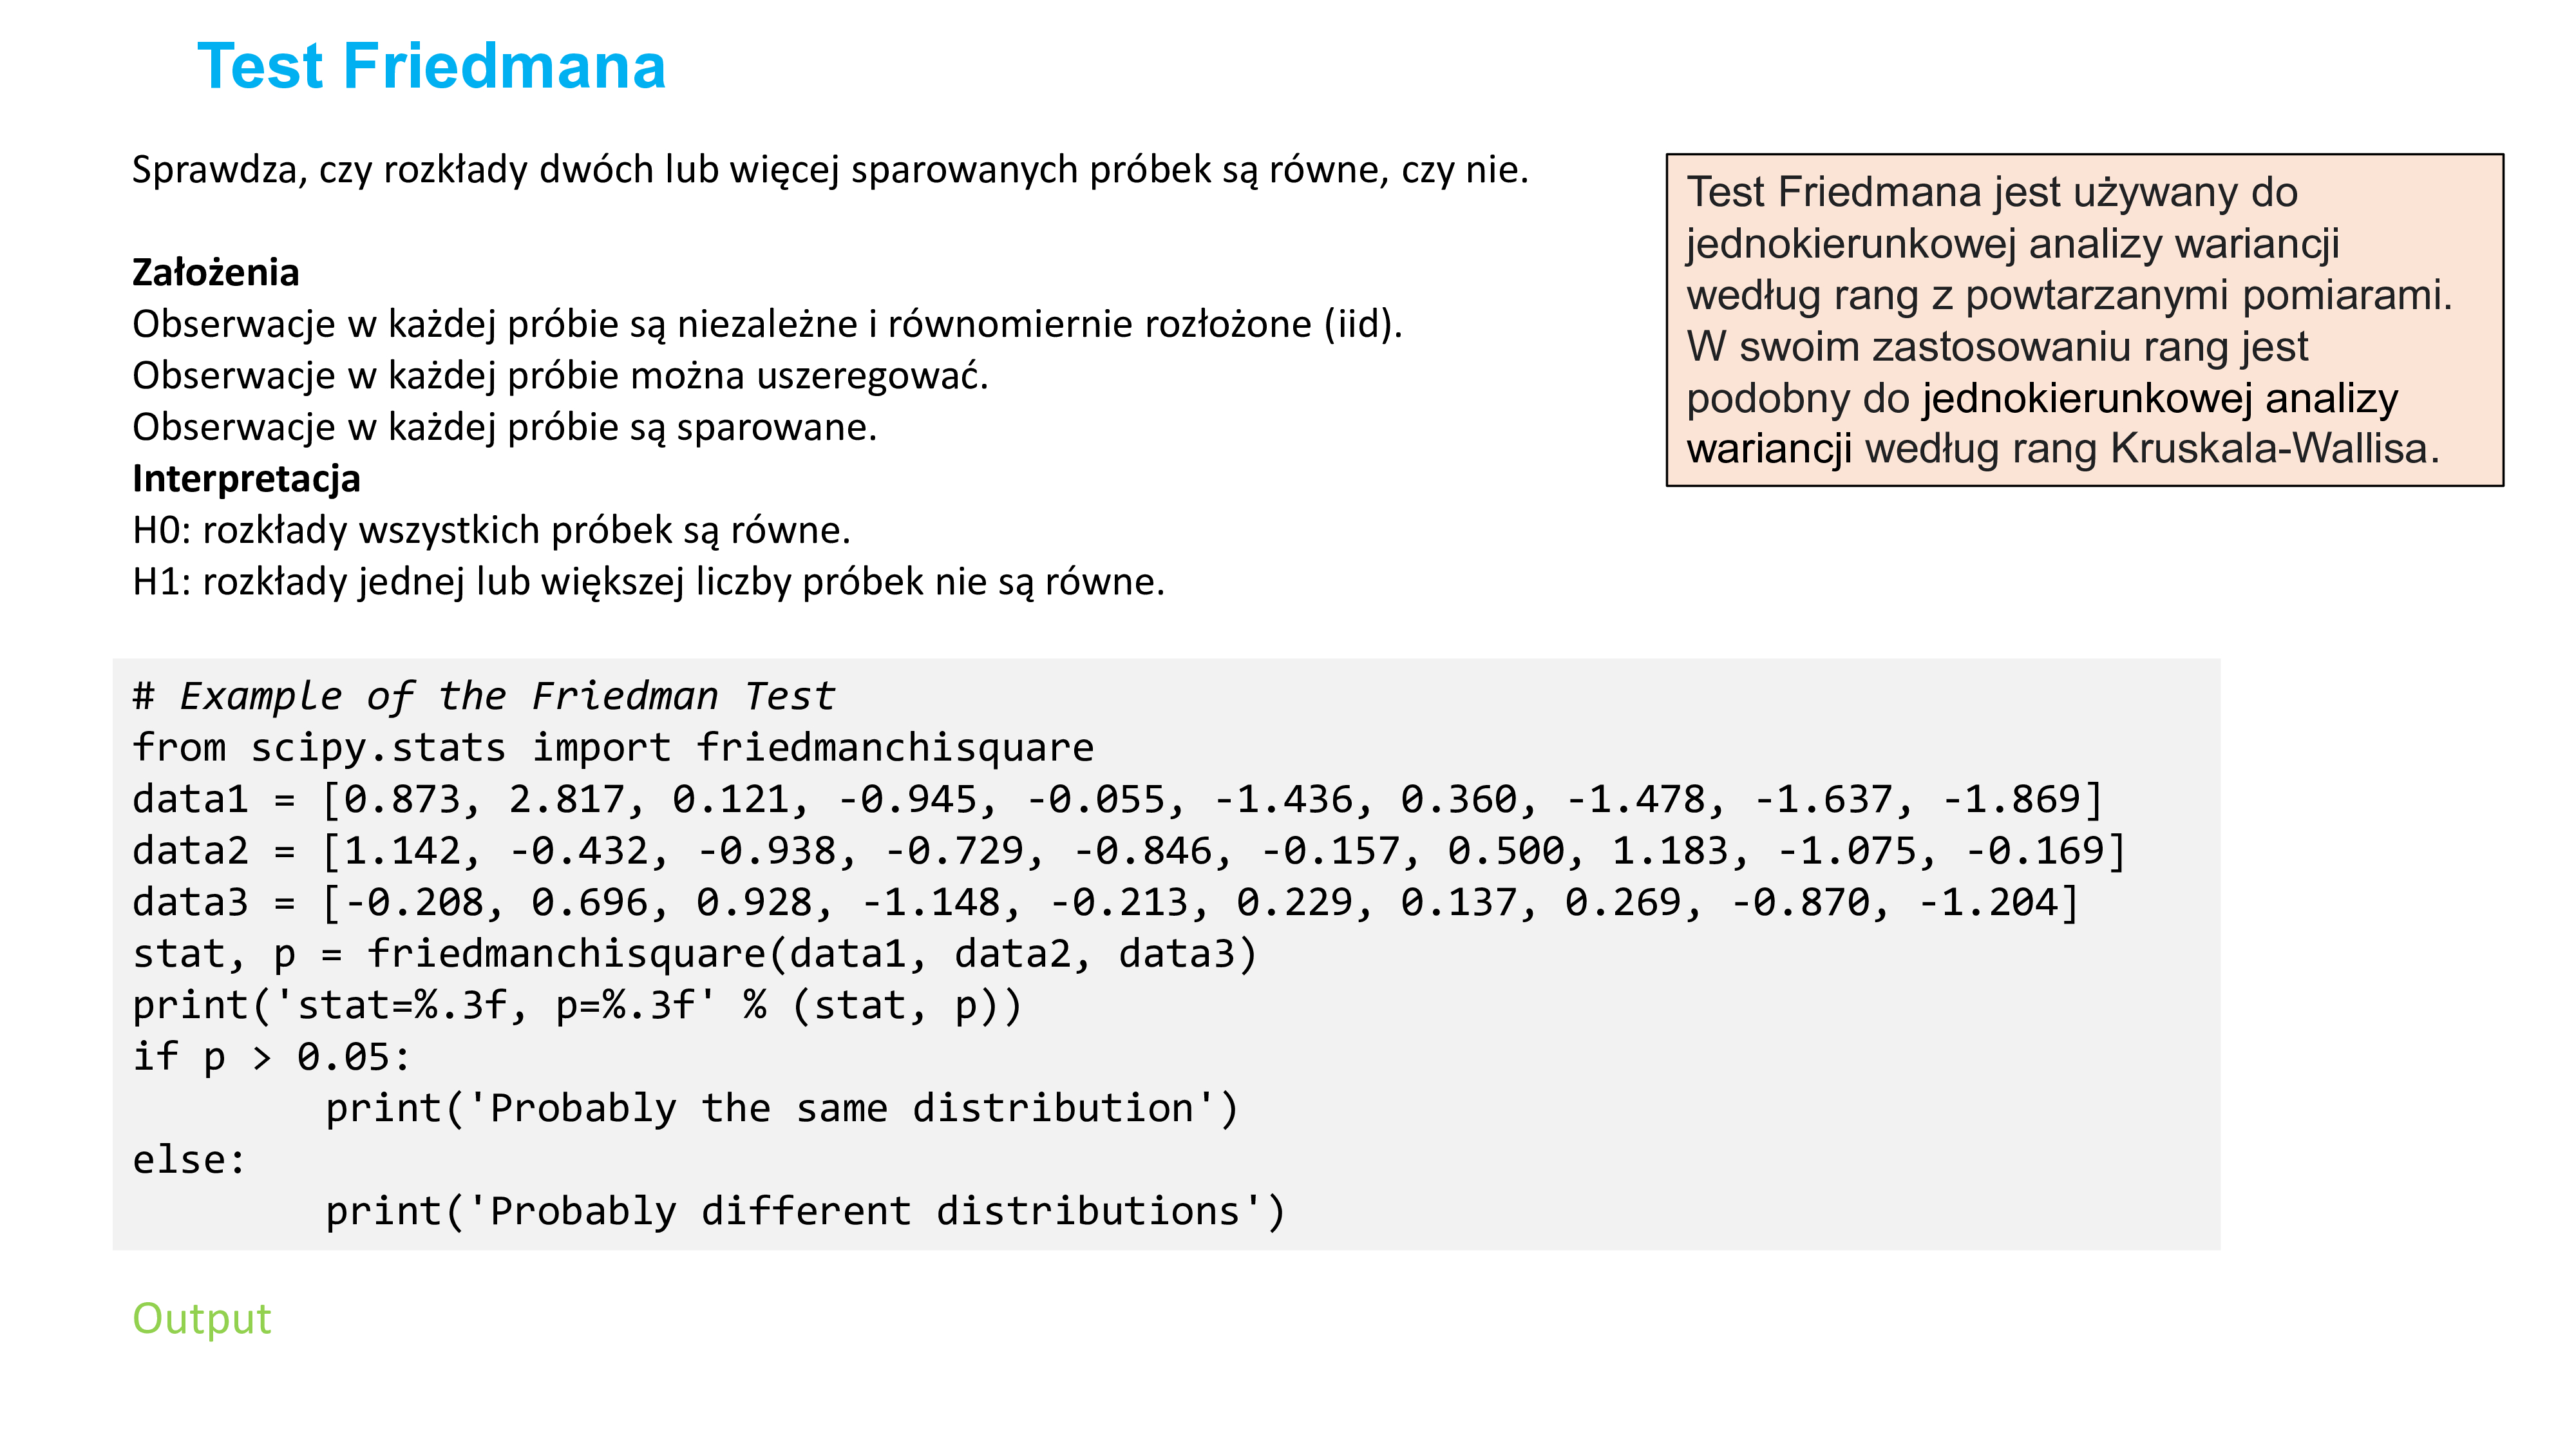 Test Friedmana
Sprawdza, czy rozkłady dwóch lub więcej sparowanych próbek są równe, czy nie.
Założenia
Obserwacje w każdej próbie są niezależne i równomiernie rozłożone (iid).
Obserwacje w każdej próbie można uszeregować.
Obserwacje w każdej próbie są sparowane.
Interpretacja
H0: rozkłady wszystkich próbek są równe.
H1: rozkłady jednej lub większej liczby próbek nie są równe.
Test Friedmana jest używany do
jednokierunkowej analizy wariancji
według rang z powtarzanymi pomiarami.
W swoim zastosowaniu rang jest
podobny do jednokierunkowej analizy
wariancji według rang Kruskala-Wallisa.
# Example of the Friedman Test
from scipy.stats import friedmanchisquare
data1 = [0.873, 2.817, 0.121, -0.945, -0.055, -1.436, 0.360, -1.478, -1.637, -1.869]
data2 = [1.142, -0.432, -0.938, -0.729, -0.846, -0.157, 0.500, 1.183, -1.075, -0.169]
data3 = [-0.208, 0.696, 0.928, -1.148, -0.213, 0.229, 0.137, 0.269, -0.870, -1.204]
stat, p = friedmanchisquare(data1, data2, data3)
print('stat=%.3f, p=%.3f' % (stat, p))
if p > 0.05:
print('Probably the same distribution')
else:
print('Probably different distributions')
Output